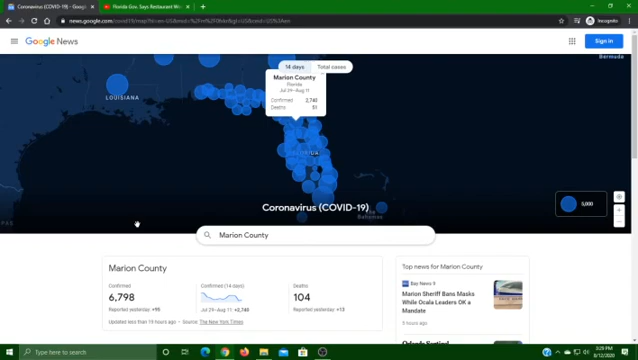 Coronavirus (COVID-19) - Google
Florida Gov. Says Restaurant
news.google.com
Incognito
Google News
Sign in
Bermuda
14 days
Total cases
Marion County
Florida
Jul 29-Aug 11
Confirmed 2,740
Deaths 51
LOUISIANA
FLORIDA
Coronavirus (COVID-19)
Bahamas
5,000
Marion County
Marion County
Confirmed
6,798
Reported yesterday: +95
Confirmed (14 days)
Jul 29-Aug 11: +2,740
Deaths
104
Reported yesterday: +13
Updated less than 19 hours ago • Source: The New York Times
Top news for Marion County
Bay News 9
Marion Sheriff Bans Masks
While Ocala Leaders OK a
Mandate
Orlando Sentinel
Type here to search
3:29 PM
8/12/2020